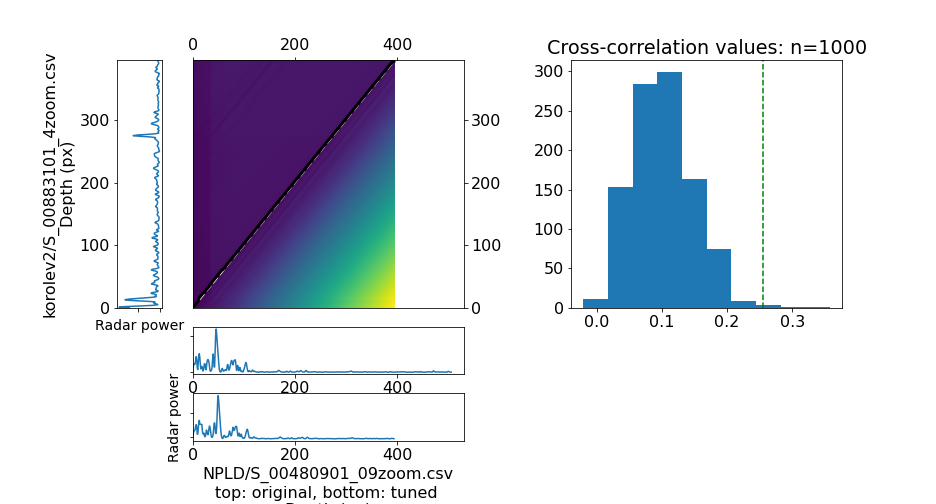 0 200 400
korolev2/S_00883101_4zoom.csv
Depth (px)
300
200
100
0
Radar power
300
200
100
0
0 200 400
0 200 400
Radar power
NPLD/S_00480901_09zoom.csv
top: original, bottom: tuned
Cross-correlation values: n=1000
300
250
200
150
100
50
0
0.0 0.1 0.2 0.3